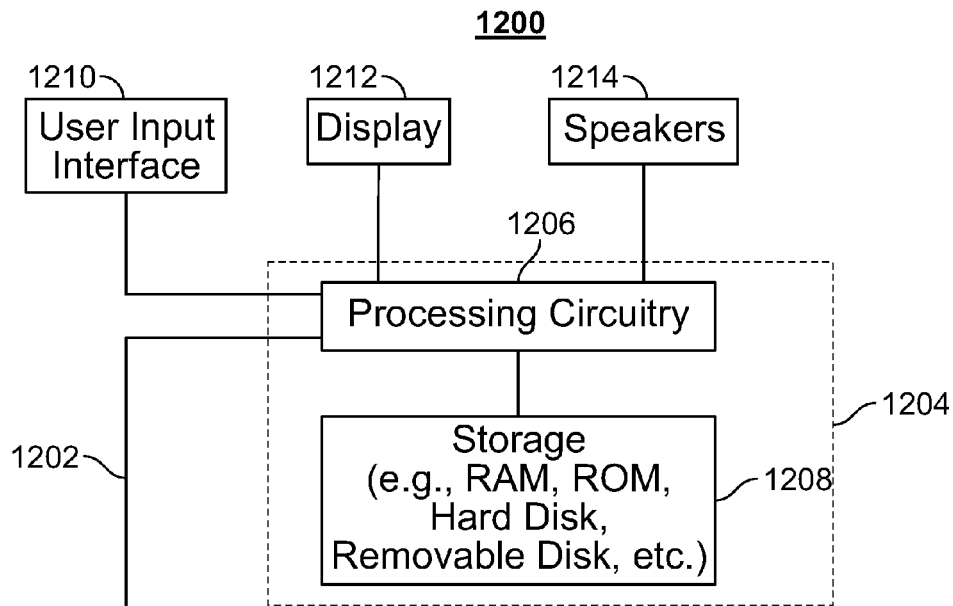 1200
1210
1212
1214
User Input
Interface
Display
Speakers
1206
Processing Circuitry
1204
1202
Storage
(e.g., RAM, ROM,
Hard Disk,
Removable Disk, etc.)
1208